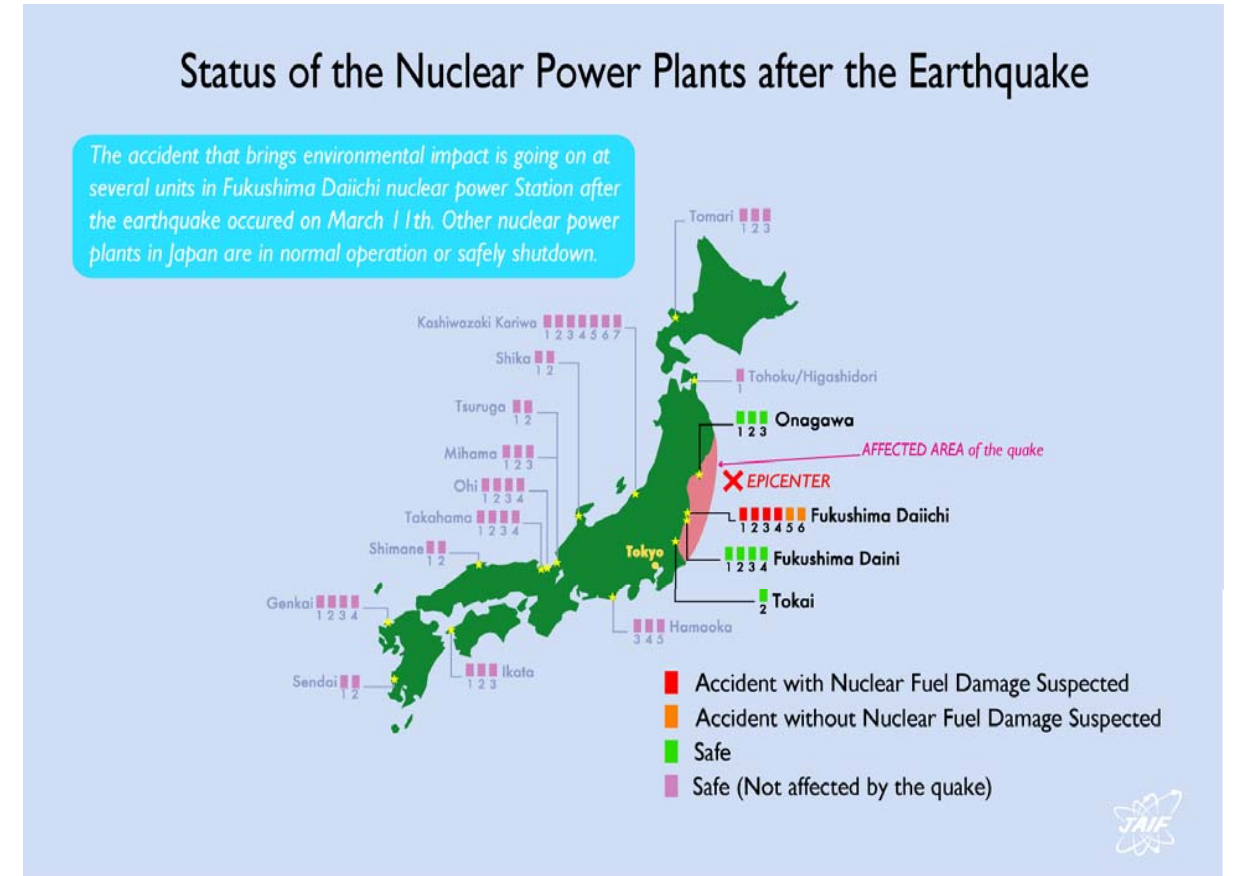 Status of the Nuclear Power Plants after the Earthquake
The accident that brings environmental impact is going on at
several units in Fukushima Daiichi nuclear power Station after
the earthquake occured on March 11th. Other nuclear power
plants in Japan are in normal operation or safely shutdown.
Tomari
1 2 3
Kashiwazaki Kariwa
1 2 3 4 5 6 7
Shika
1 2
Tohoku/Higashidori
1
Tsuruga
1 2
Onagawa
1 2 3
AFFECTED AREA of the quake
Mihama
1 2 3
EPICENTER
Ohi
1 2 3 4
Takahama
1 2 3 4
Fukushima Daiichi
1 2 3 4 5 6
Shimane
1 2
Tokyo
Fukushima Daini
1 2 3 4
Genkai
1 2 3 4
Tokai
2
Hamaoka
3 4 5
Ikata
1 2 3
Sendai
1 2
Accident with Nuclear Fuel Damage Suspected
Accident without Nuclear Fuel Damage Suspected
Safe
Safe (Not affected by the quake)
JAIF